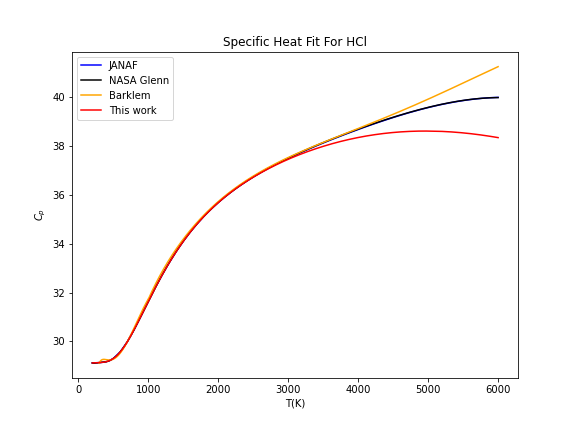 Specific Heat Fit For HCl
JANAF
NASA Glenn
Barklem
This work
40
38
36
34
32
30
C_p
0 1000 2000 3000 4000 5000 6000
T(K)